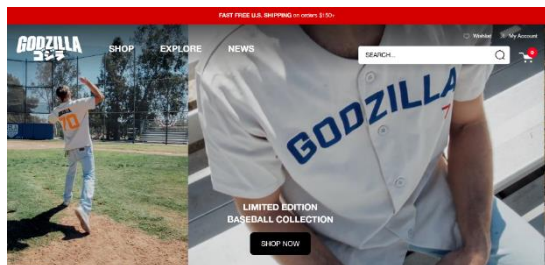 FAST FREE U.S. SHIPPING on orders $150+
Wishlist
My Account
GODZILLA
ゴジラ
SHOP
EXPLORE
NEWS
SEARCH...
0
70
GODZILLA
7
LIMITED EDITION
BASEBALL COLLECTION
SHOP NOW